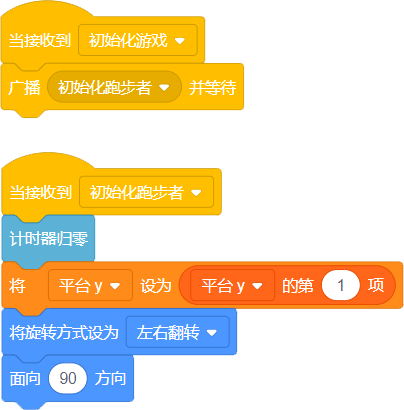 当接收到 初始化游戏
广播 初始化跑步者 并等待
当接收到 初始化跑步者
计时器归零
将 平台 y 设为 平台 y 的第 1 项
将旋转方式设为 左右翻转
面向 90 方向